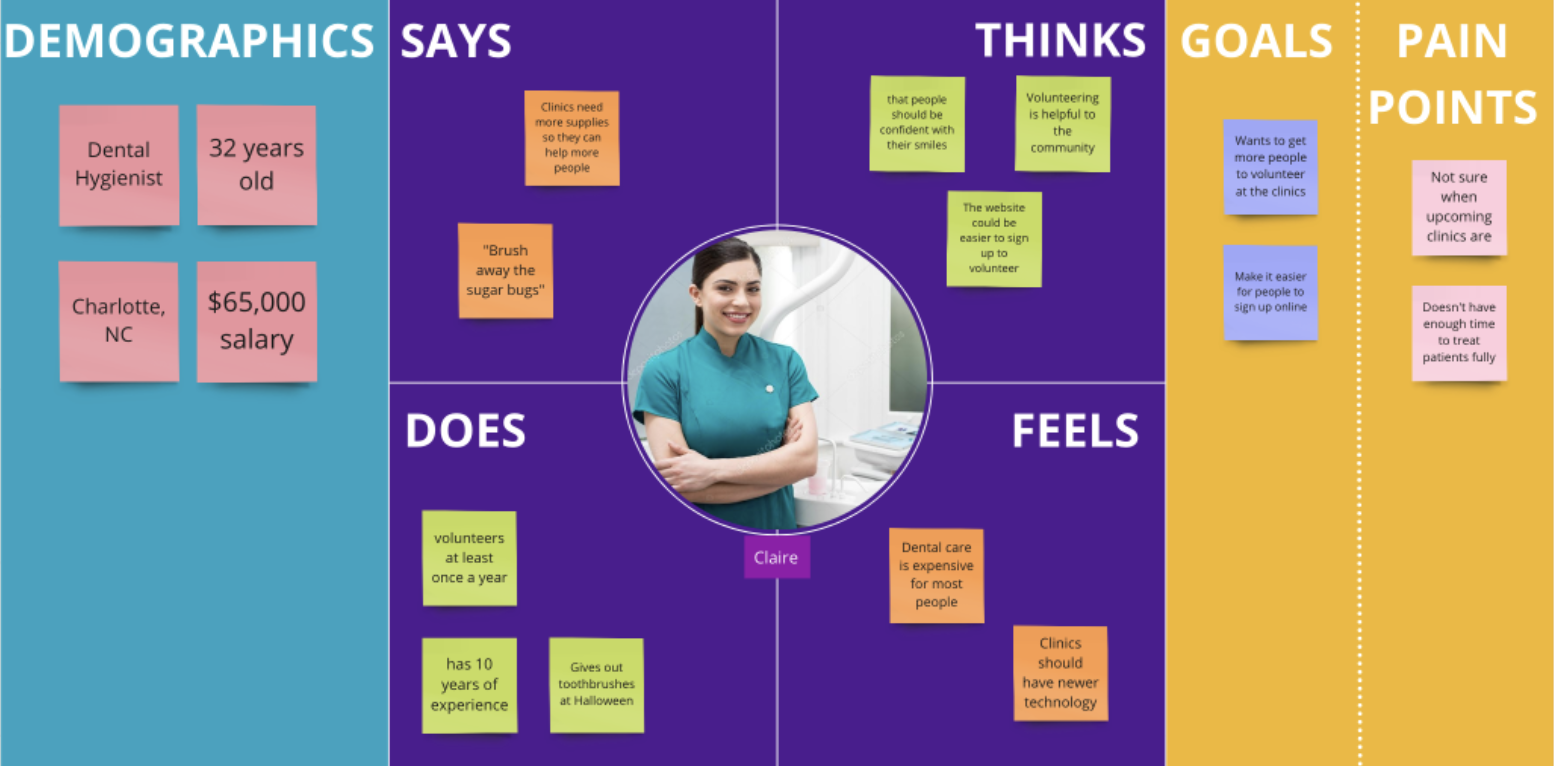 DEMOGRAPHICS
Dental
Hygienist
32 years
old
Charlotte,
NC
$65,000
salary
SAYS
Clinics need
more supplies
so they can
help more
people
"Brush
away the
sugar bugs"
THINKS
that people
should be
confident with
their smiles
Volunteering
is helpful to
the
community
The website
could be
easier to sign
up to
volunteer
DOES
volunteers
at least
once a year
has 10
years of
experience
Gives out
toothbrushes
at Halloween
Claire
FEELS
Dental care
is expensive
for most
people
Clinics
should
have newer
technology
GOALS
Wants to get
more people
to volunteer
at the clinics
Make it easier
for people to
sign up online
PAIN
POINTS
Not sure
when
upcoming
clinics are
Doesn't have
enough time
to treat
patients fully